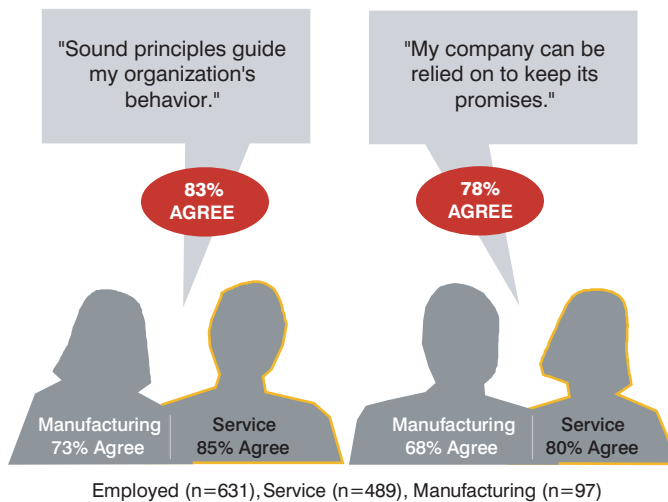 "Sound principles guide
my organization's
behavior."
"My company can be
relied on to keep its
promises."
83%
AGREE
78%
AGREE
Manufacturing
73% Agree
Service
85% Agree
Manufacturing
68% Agree
Service
80% Agree
Employed (n=631), Service (n=489), Manufacturing (n=97)